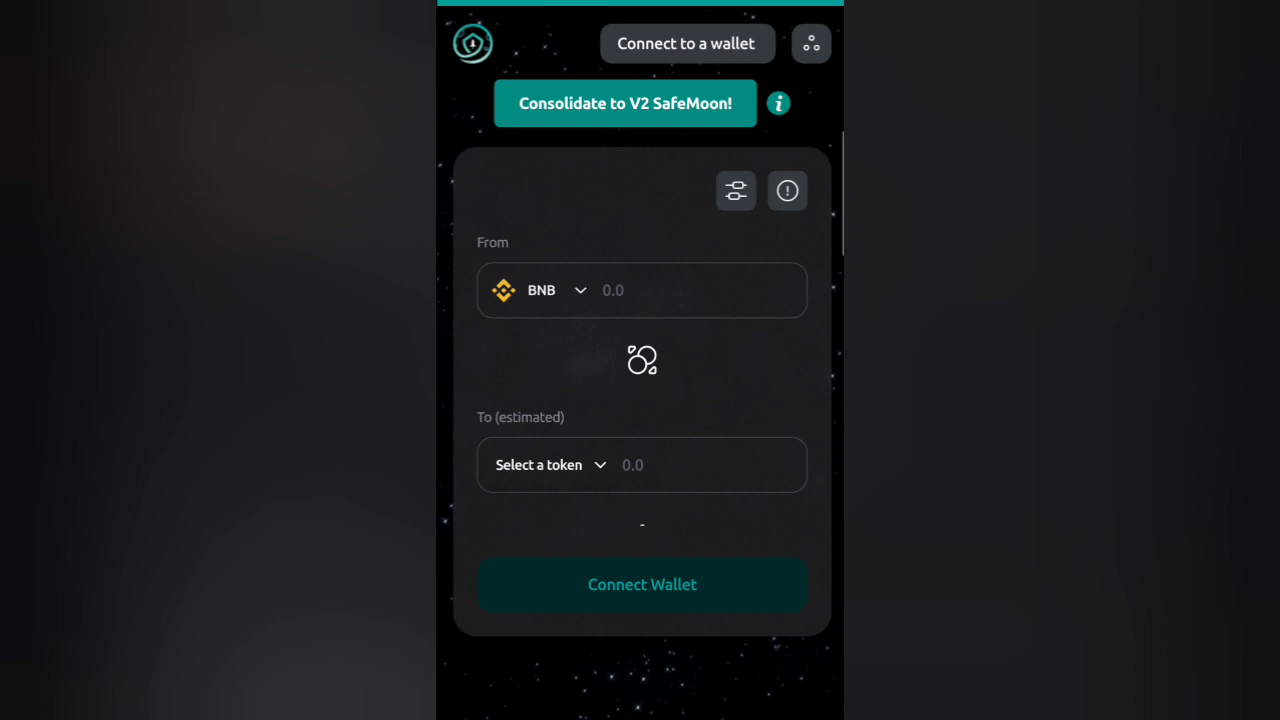 Connect to a wallet
Consolidate to V2 SafeMoon!
i
From
BNB
0.0
To (estimated)
Select a token
0.0
-
Connect Wallet